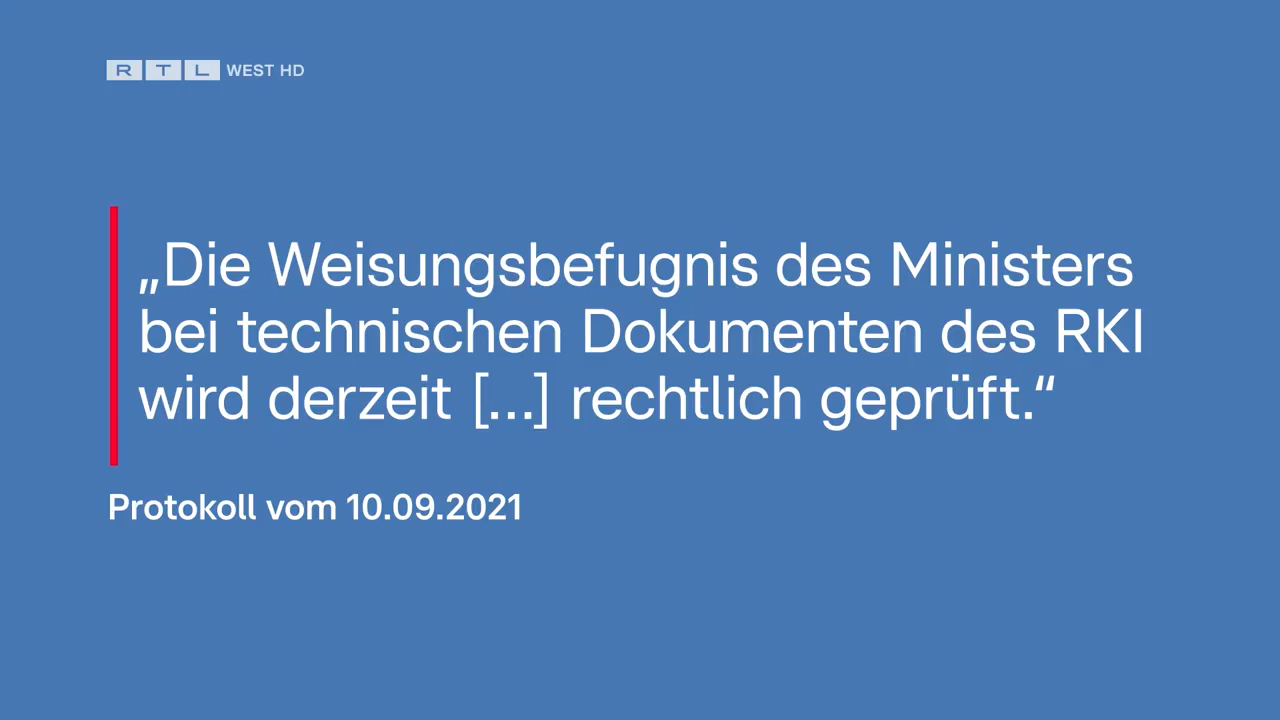 RTL WEST HD
„Die Weisungsbefugnis des Ministers
bei technischen Dokumenten des RKI
wird derzeit [...] rechtlich geprüft.“
Protokoll vom 10.09.2021